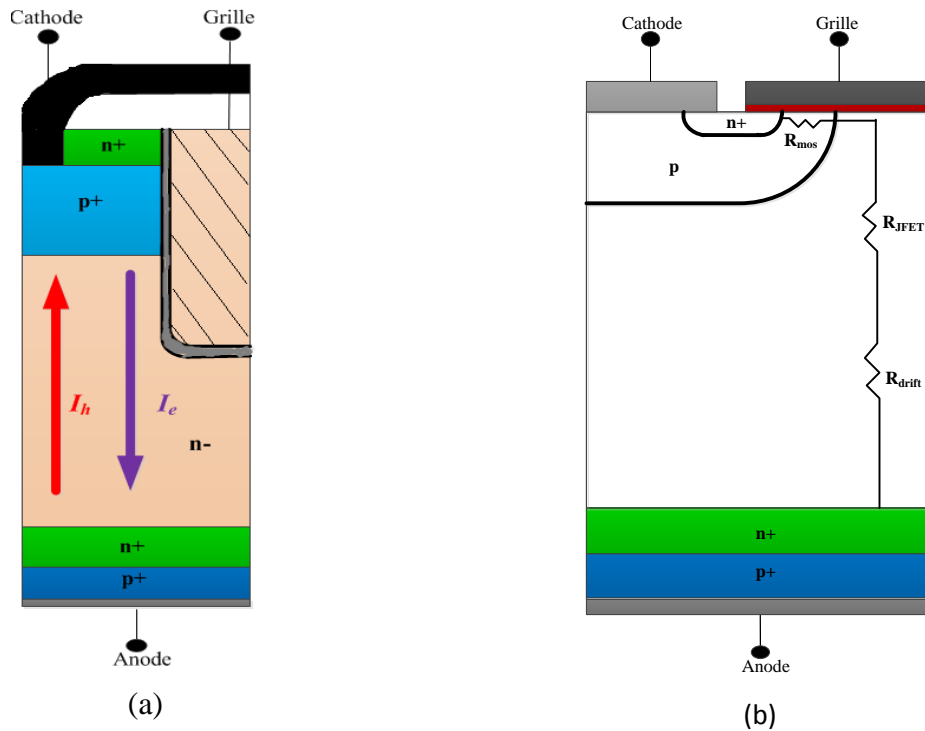 Cathode
Grille
n+
p+
I_h
I_e
n-
n+
p+
Anode
(a)
Cathode
Grille
n+
R_mos
p
R_JFET
R_drift
n+
p+
Anode
(b)